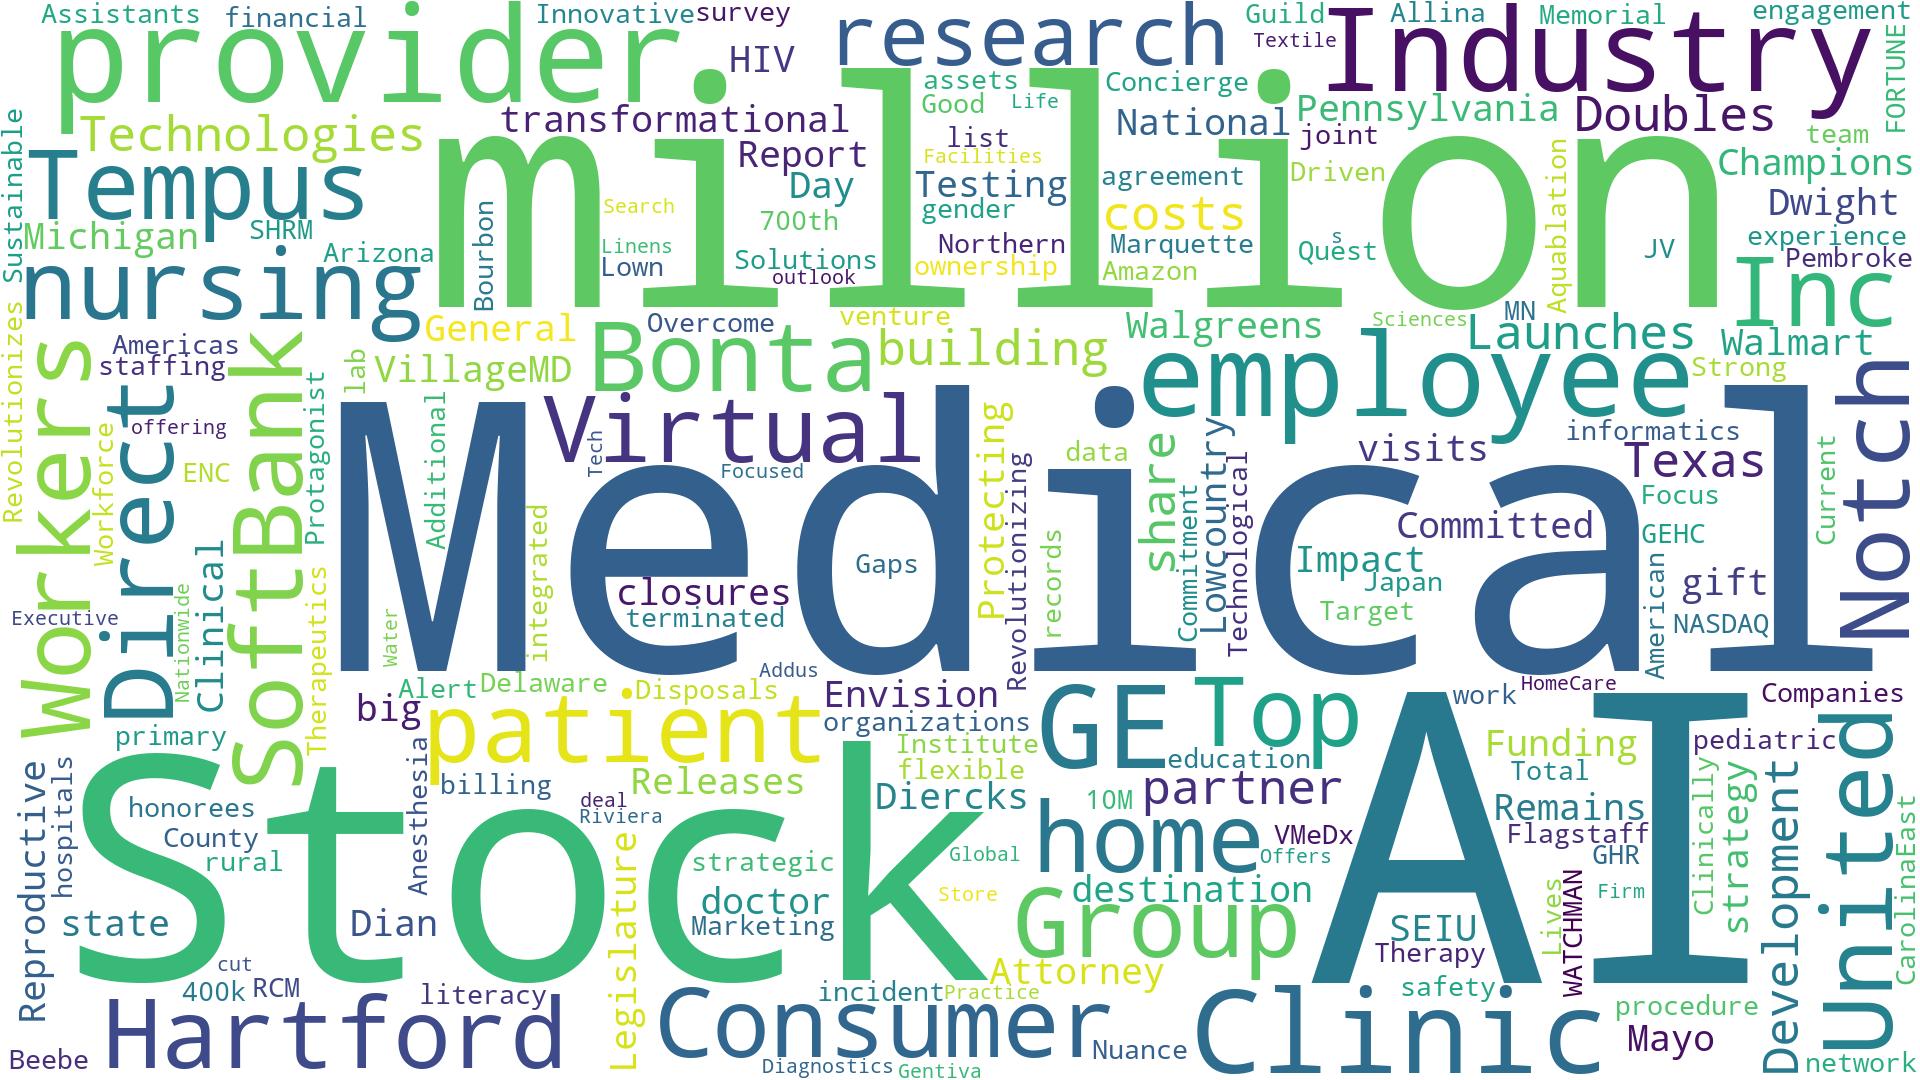 Assistants
financial
Innovative
survey
research
Guild
Allina
Memorial
engagement
provider
HIV
Textile
Industry
FORTUNE
assets
Concierge
Good
Life
Technologies
transformational
National
Pennsylvania
Doubles
list
joint
team
million
Report
Facilities
Sustainable
Tempus
Day
Testing
agreement
Driven
Aquablation
Champions
Search
700th
gender
costs
Dwight
Michigan
SHRM
Bourbon
Arizona
Linens
Lown
Solutions
Northern
Marquette
Quest
s
JV
experience
outlook
ownership
Amazon
Pembroke
nursing
MN
Inc
General
Overcome
venture
Walgreens
Sciences
Launches
Walmart
Revolutionizes
Americas
staffing
lab
VillageMD
Bonta
building
employee
Strong
Workers
Direct
SoftBank
Protagonist
offering
Workforce
ENC
Additional
Virtual
Tech
Focused
Protecting
Revolutionizing
data
share
Lowcountry
Technological
visits
informatics
Texas
Notch
Focus
Current
Medical
Gaps
Committed
GEHC
Commitment
Impact
Japan
gift
American
Target
NASDAQ
Clinical
integrated
closures
terminated
records
Executive
Nationwide
Therapeutics
Water
Addus
Alert
Delaware
Disposals
Envision
HomeCare
work
Companies
big
patient
organizations
GE
Top
primary
Institute
education
Funding
pediatric
United
Reproductive
hospitals
Anesthesia
billing
Releases
flexible
Diercks
10M
partner
Total
Clinically
strategy
Development
honorees
deal
Riviera
Remains
Stock
County
rural
Legislature
strategic
Global
home
VMeDx
Offers
Flagstaff
GHR
CarolinaEast
AI
doctor
Store
destination
Lives
WATCHMAN
Firm
state
Dian
Marketing
Group
SEIU
Therapy
cut
400k
RCM
literacy
incident
Practice
Attorney
safety
procedure
Hartford
Consumer
Clinic
Mayo
Beebe
Nuance
Diagnostics
Gentiva
network